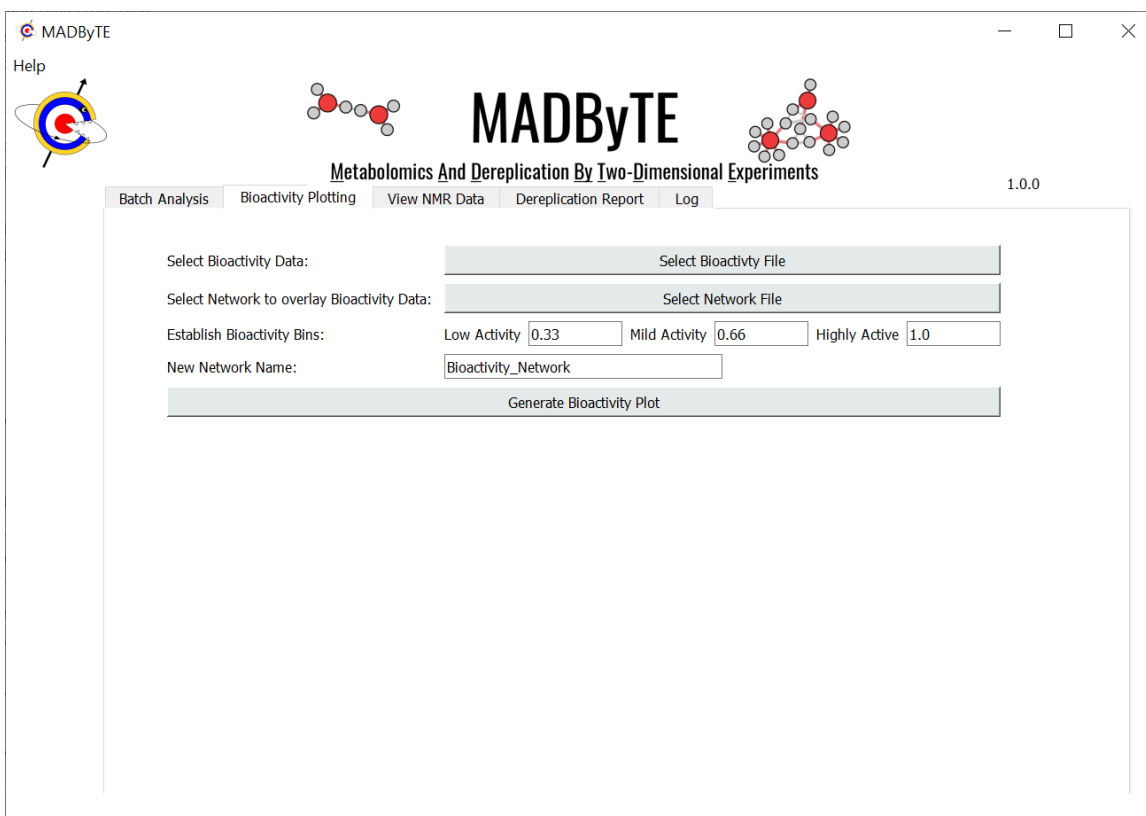 MADByTE
Help
MADByTE
Metabolomics And Dereplication By Two-Dimensional Experiments
1.0.0
Batch Analysis Bioactivity Plotting View NMR Data Dereplication Report Log
Select Bioactivity Data: Select Bioactivty File
Select Network to overlay Bioactivity Data: Select Network File
Establish Bioactivity Bins: Low Activity 0.33 Mild Activity 0.66 Highly Active 1.0
New Network Name: Bioactivity_Network
Generate Bioactivity Plot